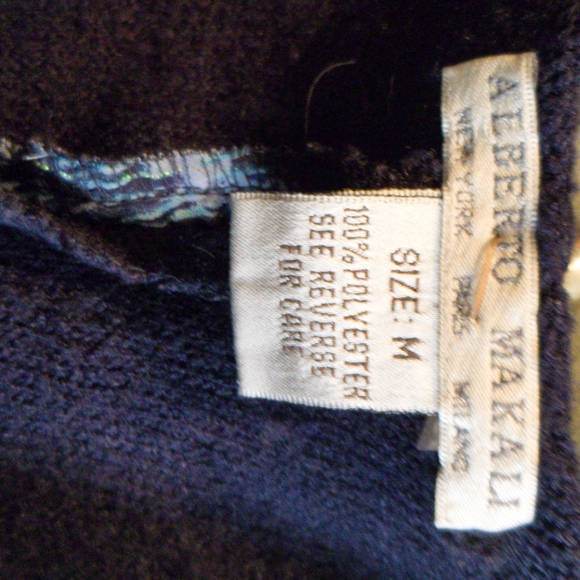 ALBERTO MAKALI
NEW YORK PARIS MILANO
SIZE: M
100% POLYESTER
SEE REVERSE
FOR CARE